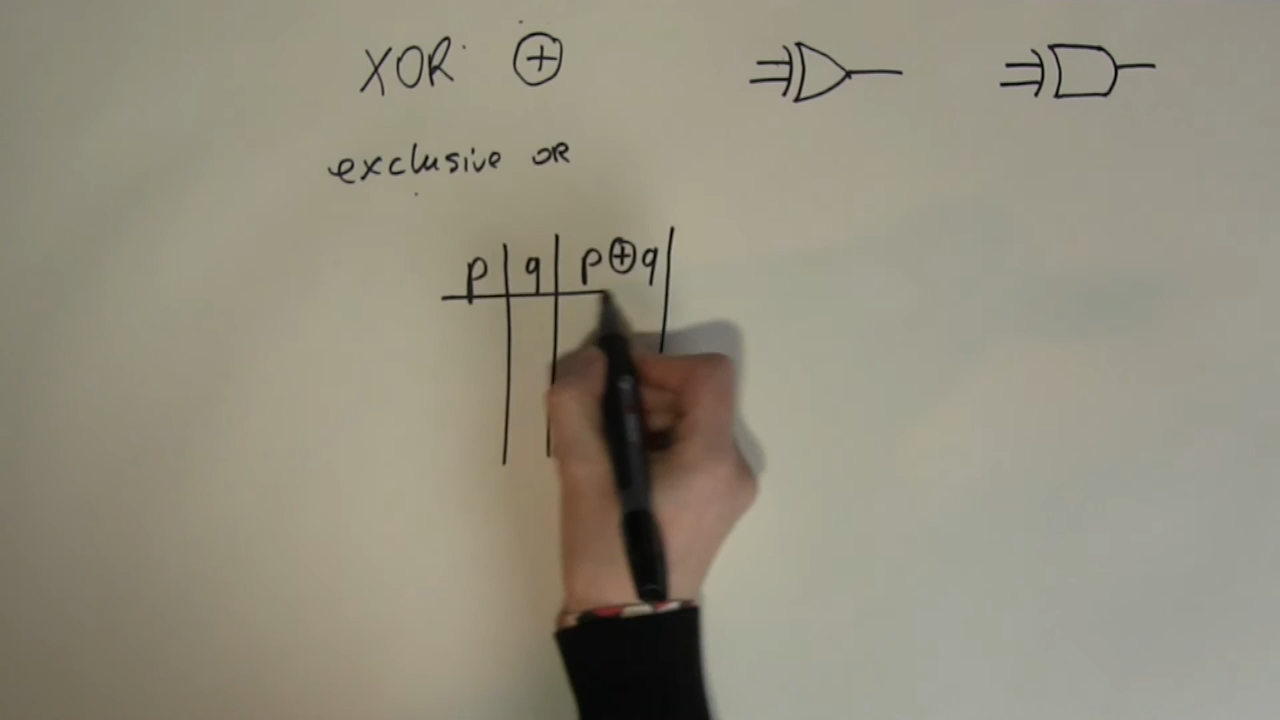 XOR ⊕
exclusive OR
p q p⊕q